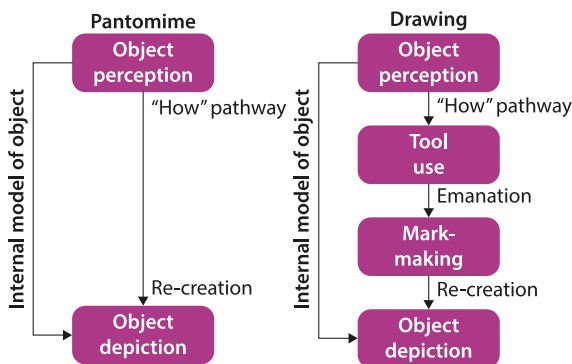 Pantomime
Internal model of object
Object
perception
“How” pathway
Re-creation
Object
depiction
Drawing
Internal model of object
Object
perception
“How” pathway
Tool
use
Emanation
Mark-
making
Re-creation
Object
depiction